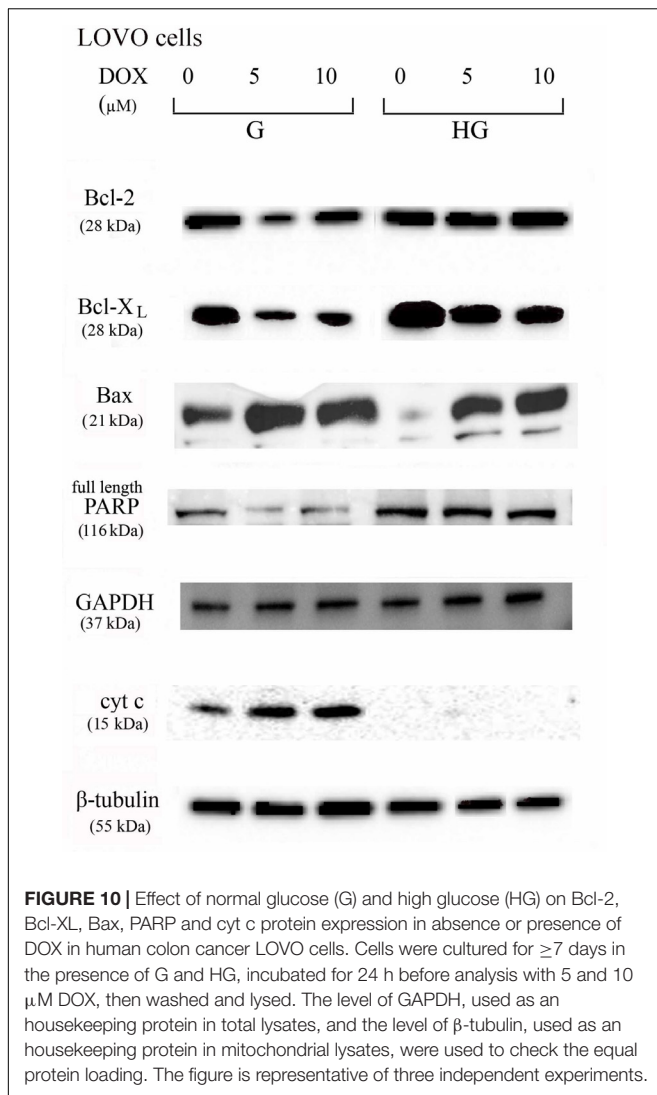 LOVO cells
DOX 0 5 10 0 5 10
(μM)
G HG
Bcl-2
(28 kDa)
Bcl-X L
(28 kDa)
Bax
(21 kDa)
full length
PARP
(116 kDa)
GAPDH
(37 kDa)
cyt c
(15 kDa)
β-tubulin
(55 kDa)
FIGURE 10 | Effect of normal glucose (G) and high glucose (HG) on Bcl-2,
Bcl-XL, Bax, PARP and cyt c protein expression in absence or presence of
DOX in human colon cancer LOVO cells. Cells were cultured for ≥7 days in
the presence of G and HG, incubated for 24 h before analysis with 5 and 10
μM DOX, then washed and lysed. The level of GAPDH, used as an
housekeeping protein in total lysates, and the level of β-tubulin, used as an
housekeeping protein in mitochondrial lysates, were used to check the equal
protein loading. The figure is representative of three independent experiments.